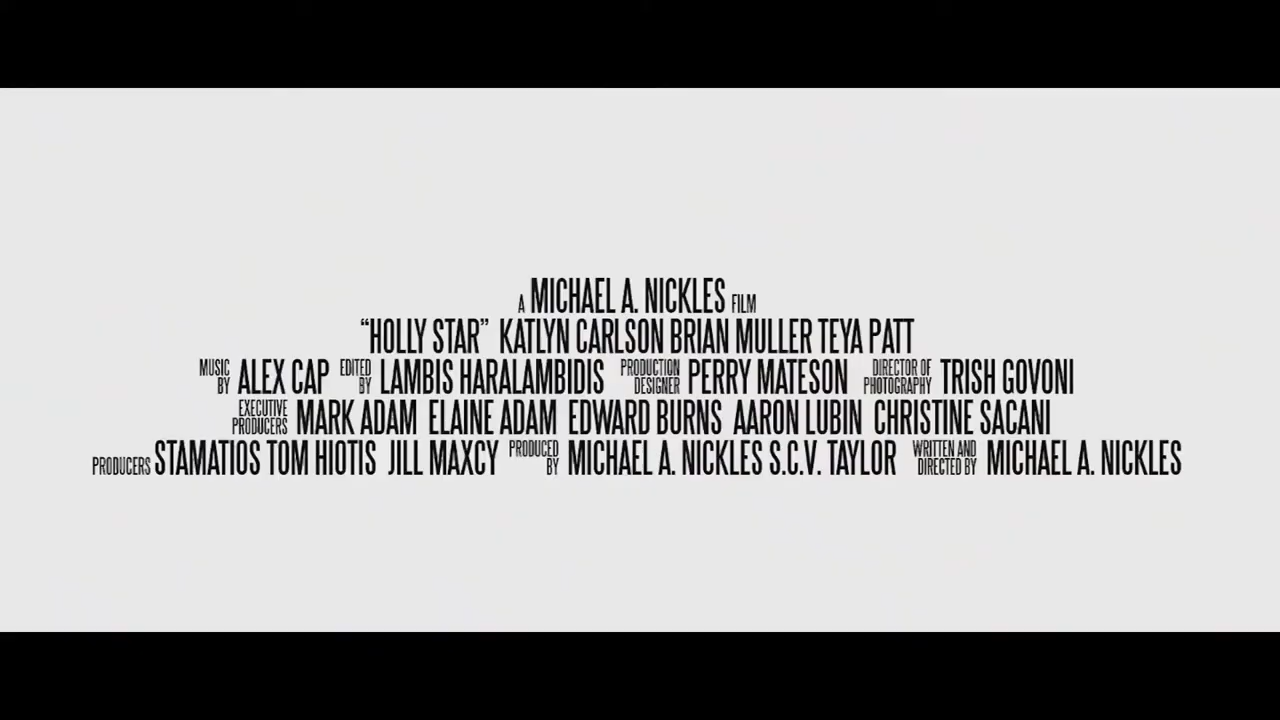 A MICHAEL A. NICKLES FILM
“HOLLY STAR” KATLYN CARLSON BRIAN MULLER TEYA PATT
MUSIC BY ALEX CAP EDITED BY LAMBIS HARALAMBIDIS PRODUCTION DESIGNER PERRY MATESON DIRECTOR OF PHOTOGRAPHY TRISH GOVONI
EXECUTIVE PRODUCERS MARK ADAM ELAINE ADAM EDWARD BURNS AARON LUBIN CHRISTINE SACANI
PRODUCERS STAMATIOS TOM HIOTIS JILL MAXCY PRODUCED BY MICHAEL A. NICKLES S.C.V. TAYLOR WRITTEN AND DIRECTED BY MICHAEL A. NICKLES